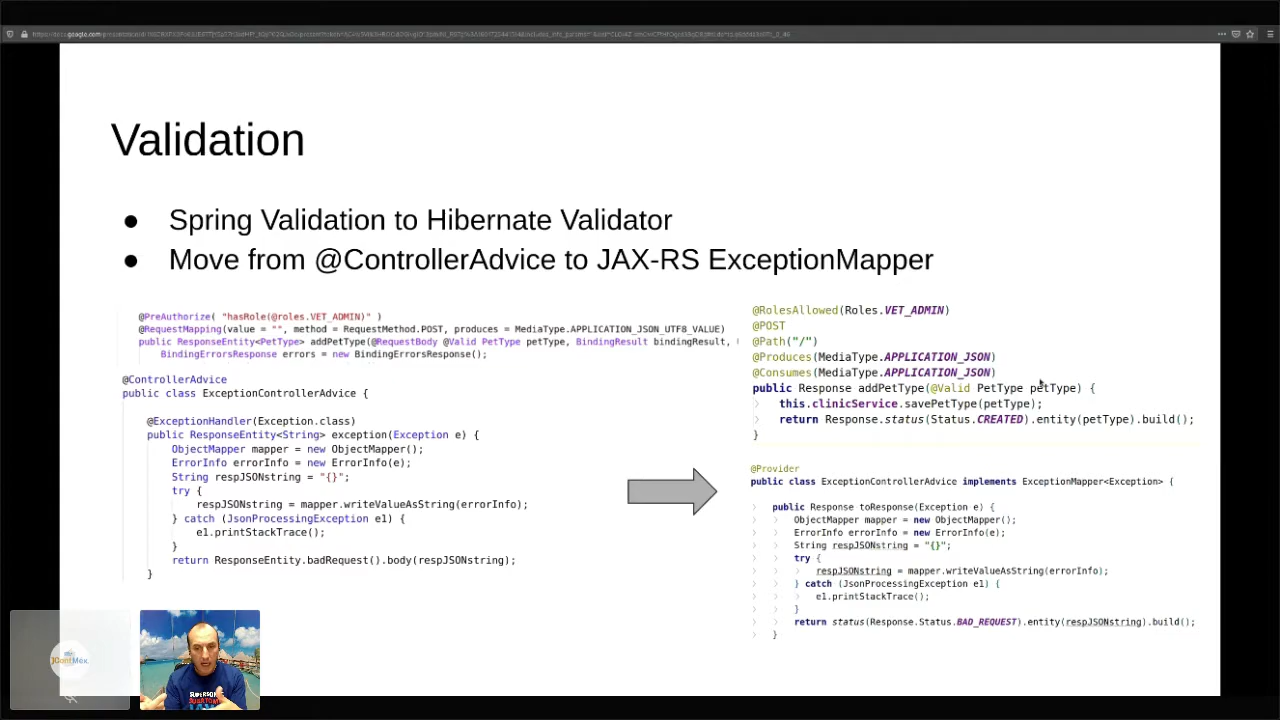 Validation
● Spring Validation to Hibernate Validator
● Move from @ControllerAdvice to JAX-RS ExceptionMapper
@PreAuthorize( "hasRole(@roles.VET_ADMIN)" )
@RequestMapping(value = "", method = RequestMethod.POST, produces = MediaType.APPLICATION_JSON_UTF8_VALUE)
public ResponseEntity<PetType> addPetType(@RequestBody @Valid PetType petType, BindingResult bindingResult,
BindingErrorsResponse errors = new BindingErrorsResponse();
@ControllerAdvice
public class ExceptionControllerAdvice {
@ExceptionHandler(Exception.class)
public ResponseEntity<String> exception(Exception e) {
ObjectMapper mapper = new ObjectMapper();
ErrorInfo errorInfo = new ErrorInfo(e);
String respJSONstring = "{}";
try {
respJSONstring = mapper.writeValueAsString(errorInfo);
} catch (JsonProcessingException e1) {
e1.printStackTrace();
}
return ResponseEntity.badRequest().body(respJSONstring);
}
@RolesAllowed(Roles.VET_ADMIN)
@POST
@Path("/")
@Produces(MediaType.APPLICATION_JSON)
@Consumes(MediaType.APPLICATION_JSON)
public Response addPetType(@Valid PetType petType) {
this.clinicService.savePetType(petType);
return Response.status(Status.CREATED).entity(petType).build();
}
@Provider
public class ExceptionControllerAdvice implements ExceptionMapper<Exception> {
public Response toResponse(Exception e) {
ObjectMapper mapper = new ObjectMapper();
ErrorInfo errorInfo = new ErrorInfo(e);
String respJSONstring = "{}";
try {
respJSONstring = mapper.writeValueAsString(errorInfo);
} catch (JsonProcessingException e1) {
e1.printStackTrace();
}
return status(Response.Status.BAD_REQUEST).entity(respJSONstring).build();
}
JConfMex